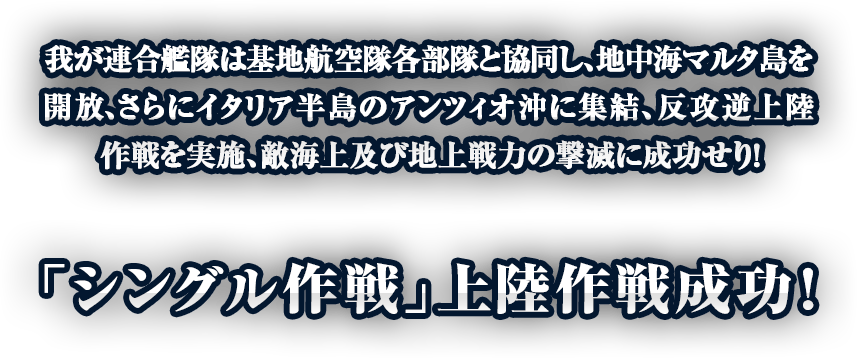 我が連合艦隊は基地航空隊各部隊と協同し、地中海マルタ島を
開放、さらにイタリア半島のアンツィオ沖に集結、反攻逆上陸
作戦を実施、敵海上及び地上戦力の撃滅に成功せり!
「シングル作戦」上陸作戦成功!